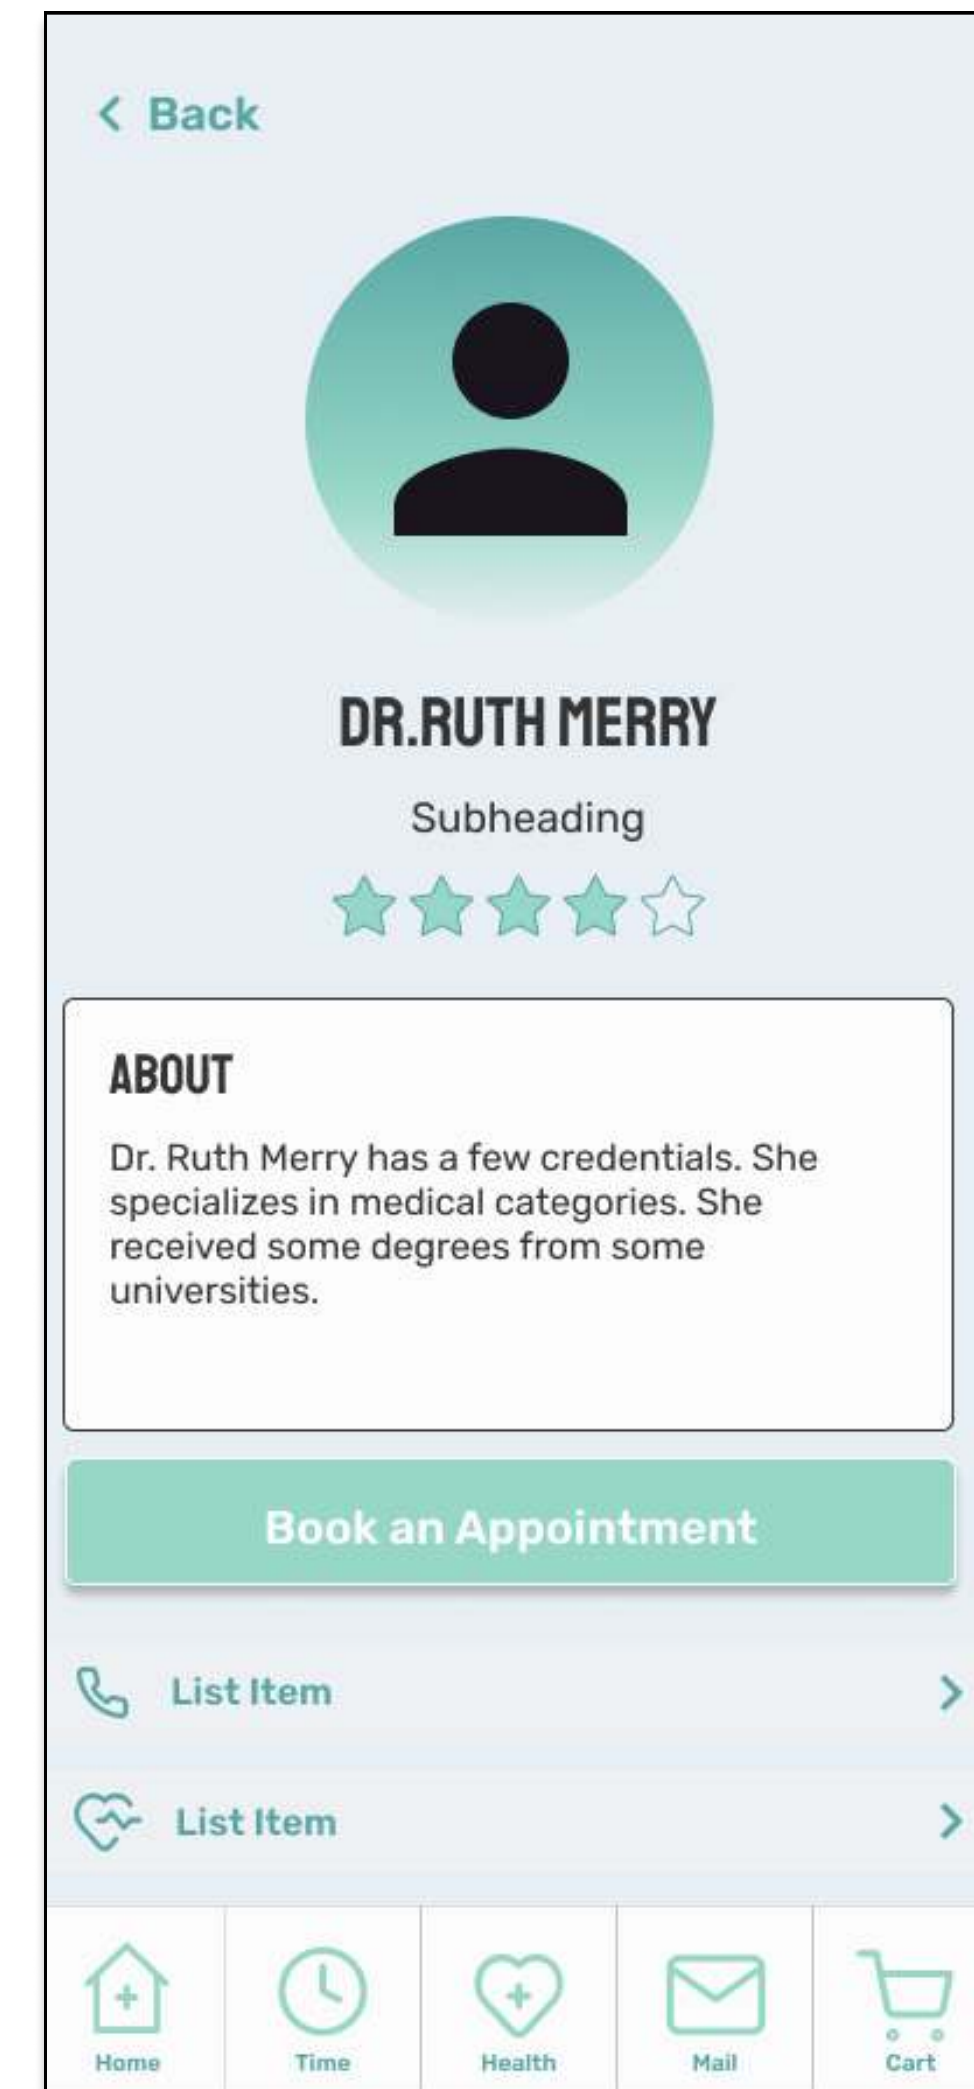 Back
DR.RUTH MERRY
Subheading
ABOUT
Dr. Ruth Merry has a few credentials. She
specializes in medical categories. She
received some degrees from some
universities.
Book an Appointment
List Item
List Item
Home
Time
Health
Mail
Cart